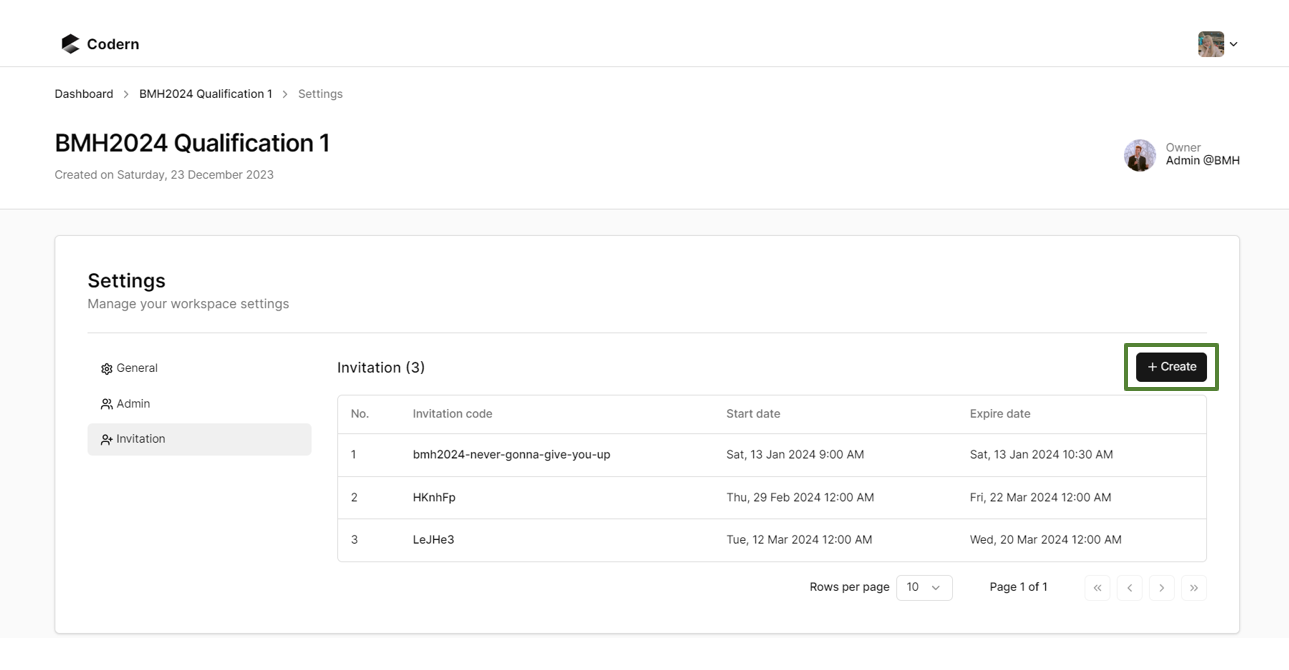 Codern
Dashboard > BMH2024 Qualification 1 > Settings
BMH2024 Qualification 1
Created on Saturday, 23 December 2023
Owner
Admin @BMH
Settings
Manage your workspace settings
General
Admin
Invitation
Invitation (3)
+ Create
No. Invitation code Start date Expire date
1 bmh2024-never-gonna-give-you-up Sat, 13 Jan 2024 9:00 AM Sat, 13 Jan 2024 10:30 AM
2 HKnhFp Thu, 29 Feb 2024 12:00 AM Fri, 22 Mar 2024 12:00 AM
3 LeJHe3 Tue, 12 Mar 2024 12:00 AM Wed, 20 Mar 2024 12:00 AM
Rows per page 10 Page 1 of 1 « ‹ › »